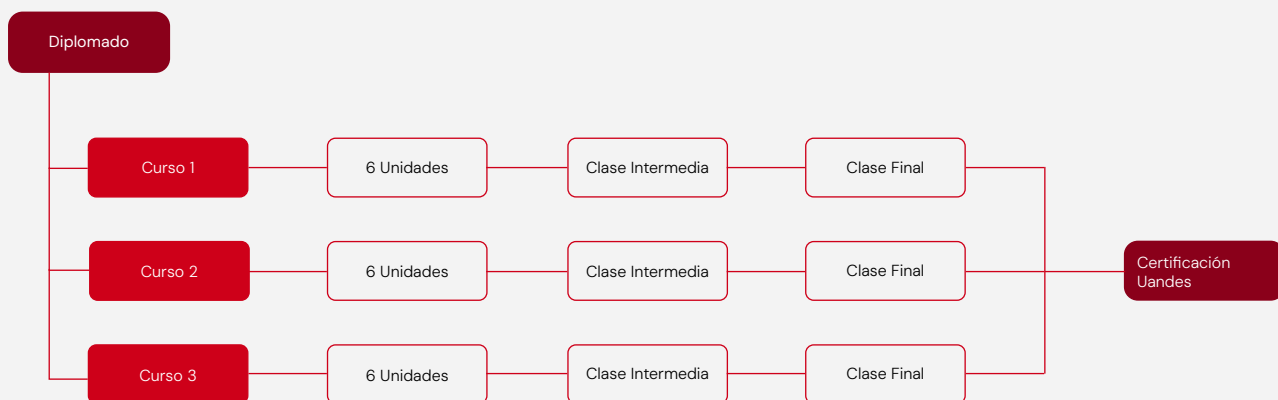 Diplomado
Curso 1
6 Unidades
Clase Intermedia
Clase Final
Curso 2
6 Unidades
Clase Intermedia
Clase Final
Certificación
Uandes
Curso 3
6 Unidades
Clase Intermedia
Clase Final